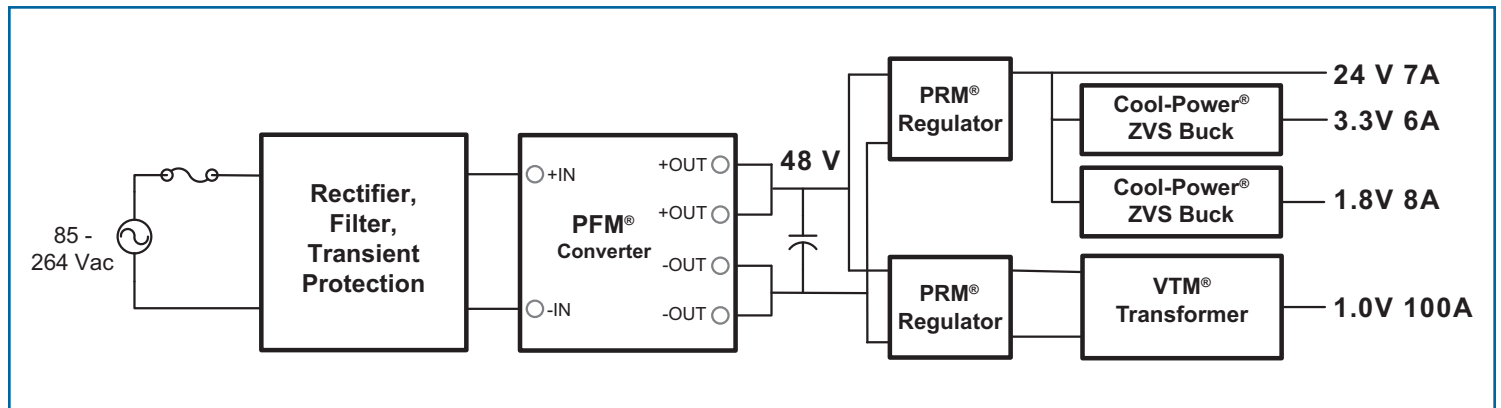 85 -
264 Vac
Rectifier,
Filter,
Transient
Protection
+IN
-IN
PFM®
Converter
+OUT
+OUT
-OUT
-OUT
48 V
PRM®
Regulator
PRM®
Regulator
Cool-Power®
ZVS Buck
Cool-Power®
ZVS Buck
VTM®
Transformer
24 V 7A
3.3V 6A
1.8V 8A
1.0V 100A